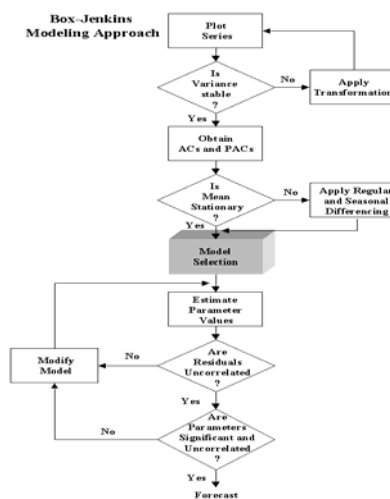 Box-Jenkins
Modeling Approach
Plot
Series
Is
Variance
stable
?
No
Apply
Transformation
Yes
Obtain
ACs and PACs
Is
Mean
Stationary
?
No
Apply Regular
and Seasonal
Differencing
Yes
Model
Selection
Estimate
Parameter
Values
Are
Residuals
Uncorrelated
?
No
Modify
Model
Yes
Are
Parameters
Significant and
Uncorrelated
?
No
Yes
Forecast